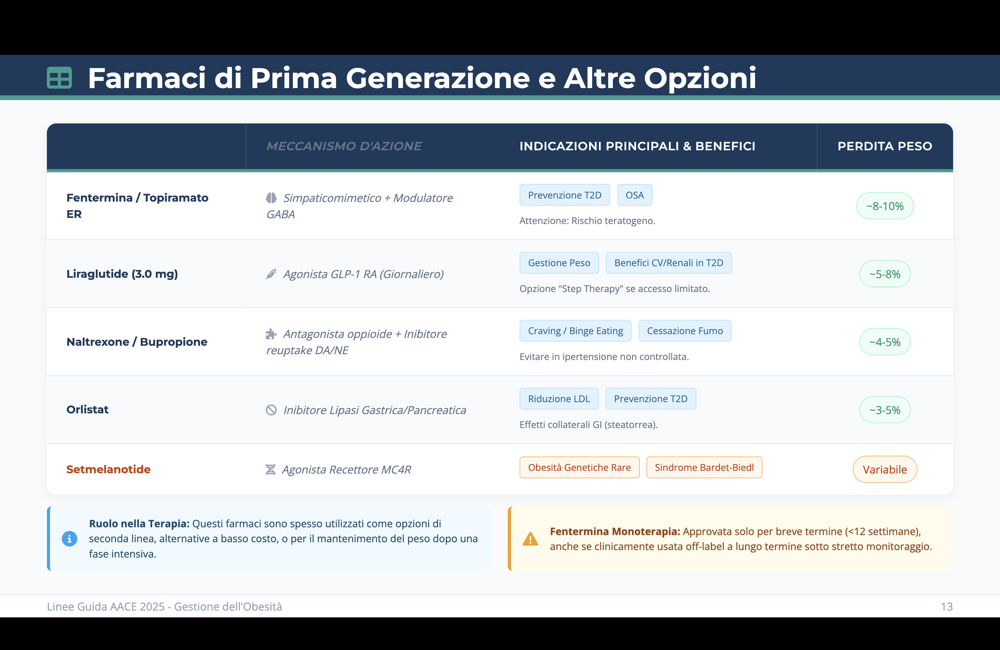 Farmaci di Prima Generazione e Altre Opzioni
MECCANISMO D'AZIONE
INDICAZIONI PRINCIPALI & BENEFICI
PERDITA PESO
Fentermina / Topiramato
ER
Simpaticomimetico + Modulatore
GABA
Prevenzione T2D
OSA
Attenzione: Rischio teratogeno.
~8-10%
Liraglutide (3.0 mg)
Agonista GLP-1 RA (Giornaliero)
Gestione Peso
Benefici CV/Renali in T2D
Opzione "Step Therapy" se accesso limitato.
~5-8%
Naltrexone / Bupropione
Antagonista oppioide + Inibitore
reuptake DA/NE
Craving / Binge Eating
Cessazione Fumo
Evitare in ipertensione non controllata.
~4-5%
Orlistat
Inibitore Lipasi Gastrica/Pancreatica
Riduzione LDL
Prevenzione T2D
Effetti collaterali GI (steatorrea).
~3-5%
Setmelanotide
Agonista Recettore MC4R
Obesità Genetiche Rare
Sindrome Bardet-Biedl
Variabile
Ruolo nella Terapia: Questi farmaci sono spesso utilizzati come opzioni di
seconda linea, alternative a basso costo, o per il mantenimento del peso dopo una
fase intensiva.
Fentermina Monoterapia: Approvata solo per breve termine (<12 settimane),
anche se clinicamente usata off-label a lungo termine sotto stretto monitoraggio.
Linee Guida AACE 2025 - Gestione dell'Obesità
13